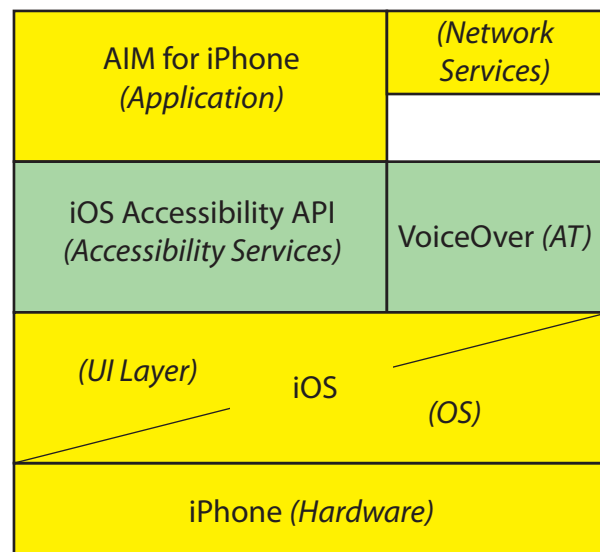 AIM for iPhone
(Application)
(Network
Services)
iOS Accessibility API
(Accessibility Services)
VoiceOver (AT)
(UI Layer)
iOS
(OS)
iPhone (Hardware)